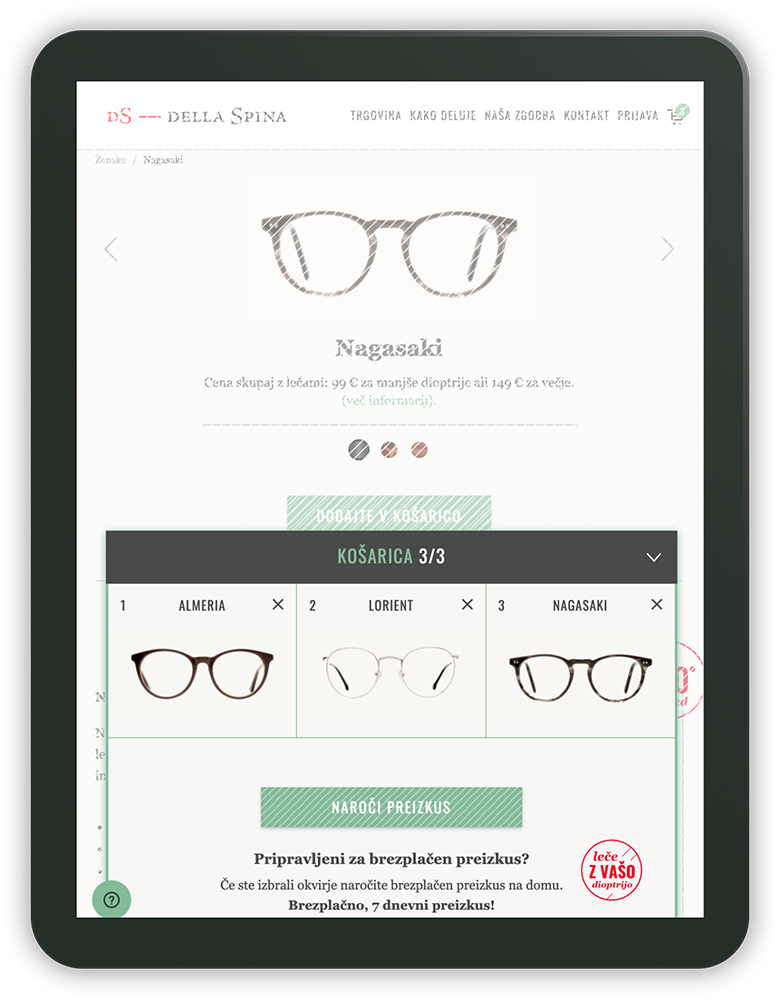 dS — DELLA SPINA
TRGOVINA KAKO DELUJE NAŠA ZGODBA KONTAKT PRIJAVA 3
Ženske / Nagasaki
Nagasaki
Cena skupaj z lečami: 99 € za manjše dioptrije ali 149 € za večje.
(več informacij).
DODAJTE V KOŠARICO
KOŠARICA 3/3
1 ALMERIA
2 LORIENT
3 NAGASAKI
NAROČI PREIZKUS
Pripravljeni za brezplačen preizkus?
Če ste izbrali okvirje naročite brezplačen preizkus na domu.
Brezplačno, 7 dnevni preizkus!
leče
Z VAŠO
dioptrijo
?